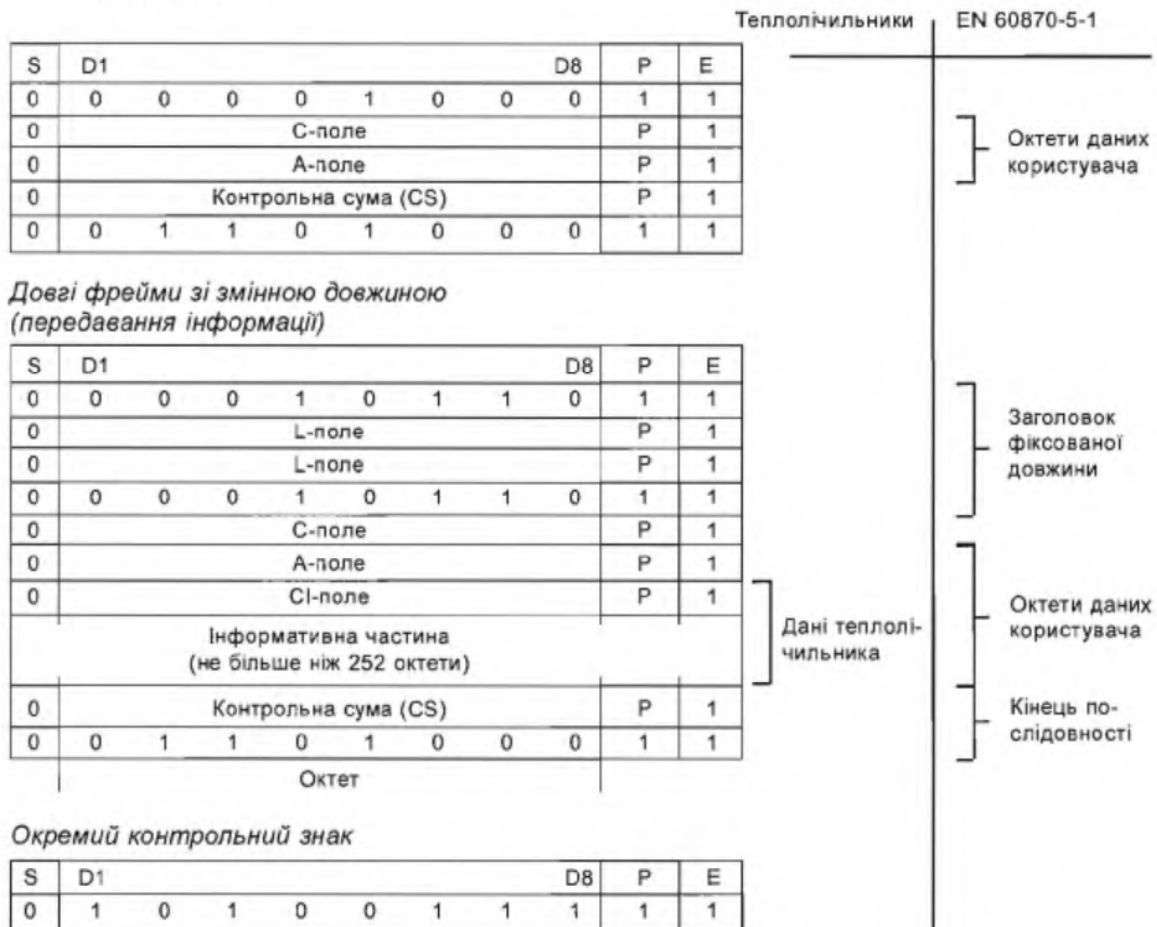 Теплолічильники EN 60870-5-1
S D1 D8 P E
0 0 0 0 0 1 0 0 0 1 1
0 С-поле P 1
0 А-поле P 1
0 Контрольна сума (CS) P 1
0 0 1 1 0 1 0 0 0 1 1
Октети даних
користувача
Довгі фрейми зі змінною довжиною
(передавання інформації)
S D1 D8 P E
0 0 0 0 1 0 1 1 0 1 1
0 L-поле P 1
0 L-поле P 1
0 0 0 0 1 0 1 1 0 1 1
0 С-поле P 1
0 А-поле P 1
0 СІ-поле P 1
Інформативна частина
(не більше ніж 252 октети)
0 Контрольна сума (CS) P 1
0 0 1 1 0 1 0 0 0 1 1
Октет
Дані теплолі-
чильника
Заголовок
фіксованої
довжини
Октети даних
користувача
Кінець по-
слідовності
Окремий контрольний знак
S D1 D8 P E
0 1 0 1 0 0 1 1 1 1 1